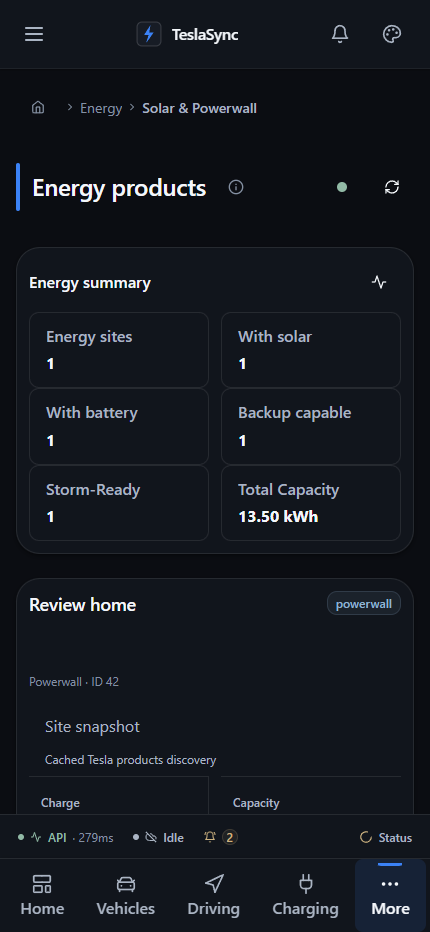 TeslaSync
Energy
Solar & Powerwall
Energy products
Energy summary
Energy sites
1
With solar
1
With battery
1
Backup capable
1
Storm-Ready
1
Total Capacity
13.50 kWh
Review home
powerwall
Powerwall · ID 42
Site snapshot
Cached Tesla products discovery
Charge
Capacity
API · 279ms
Idle
2
Status
Home
Vehicles
Driving
Charging
More